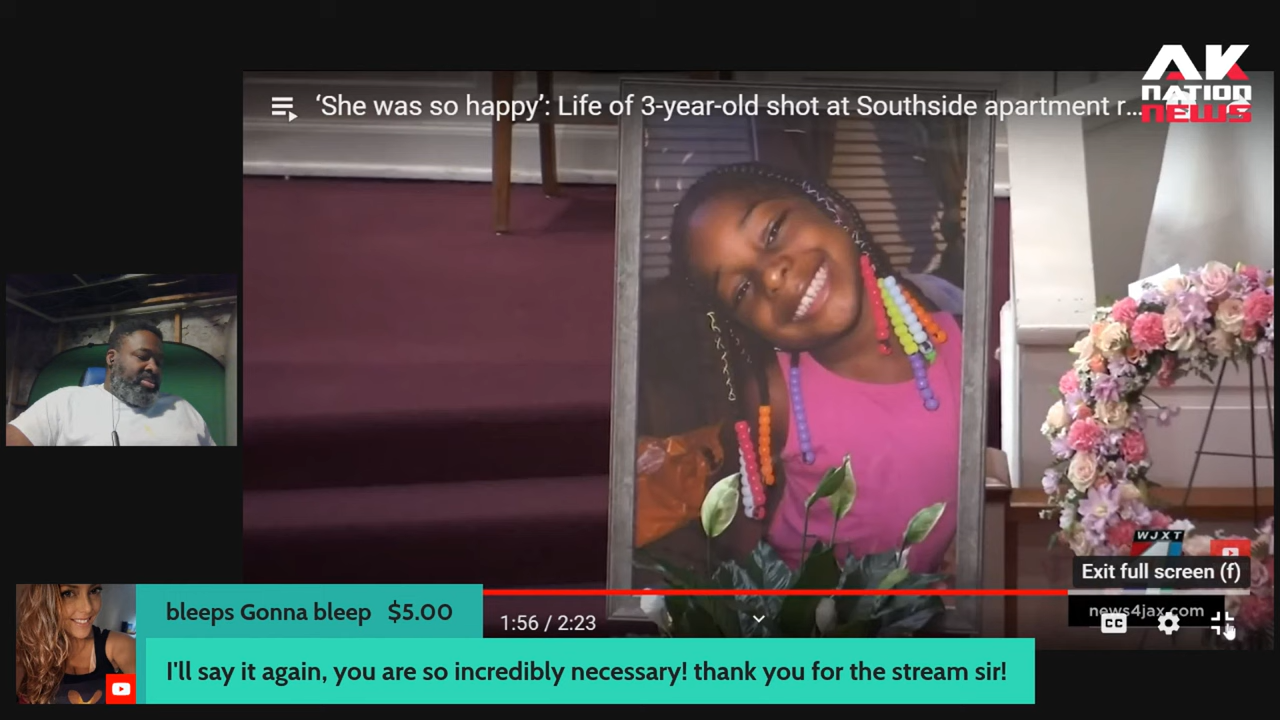 AK
NATION
NEWS
‘She was so happy’: Life of 3-year-old shot at Southside apartment r...
WJXT
Exit full screen (f)
news4jax.com
CC
1:56 / 2:23
bleeps Gonna bleep $5.00
I'll say it again, you are so incredibly necessary! thank you for the stream sir!